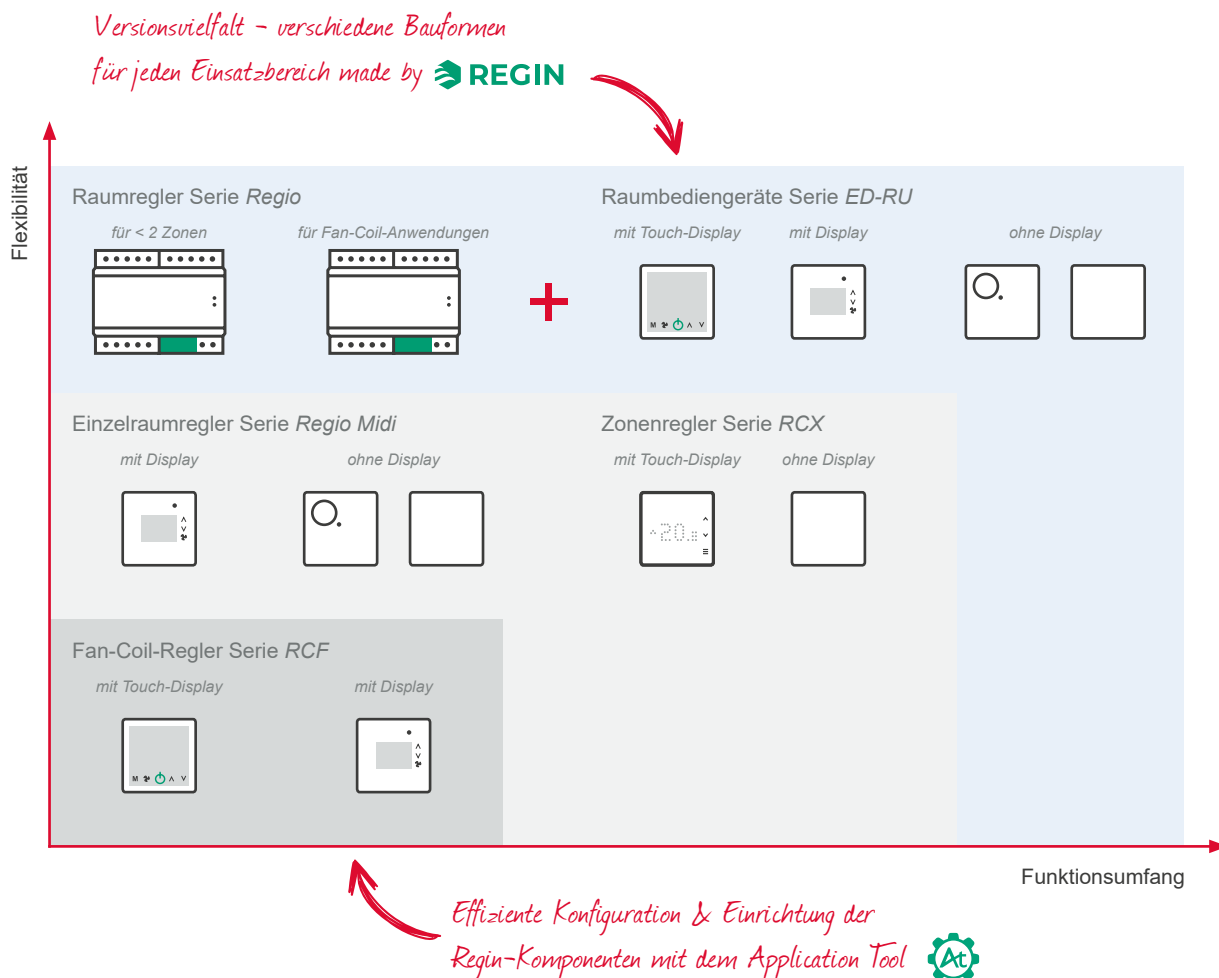 Versionsvielfalt – verschiedene Bauformen
für jeden Einsatzbereich made by REGIN
Flexibilität
Raumregler Serie Regio
für < 2 Zonen
für Fan-Coil-Anwendungen
Raumbediengeräte Serie ED-RU
mit Touch-Display
mit Display
ohne Display
M
Einzelraumregler Serie Regio Midi
mit Display
ohne Display
Zonenregler Serie RCX
mit Touch-Display
ohne Display
20.
Fan-Coil-Regler Serie RCF
mit Touch-Display
mit Display
M
Funktionsumfang
Effiziente Konfiguration & Einrichtung der
Regin-Komponenten mit dem Application Tool At